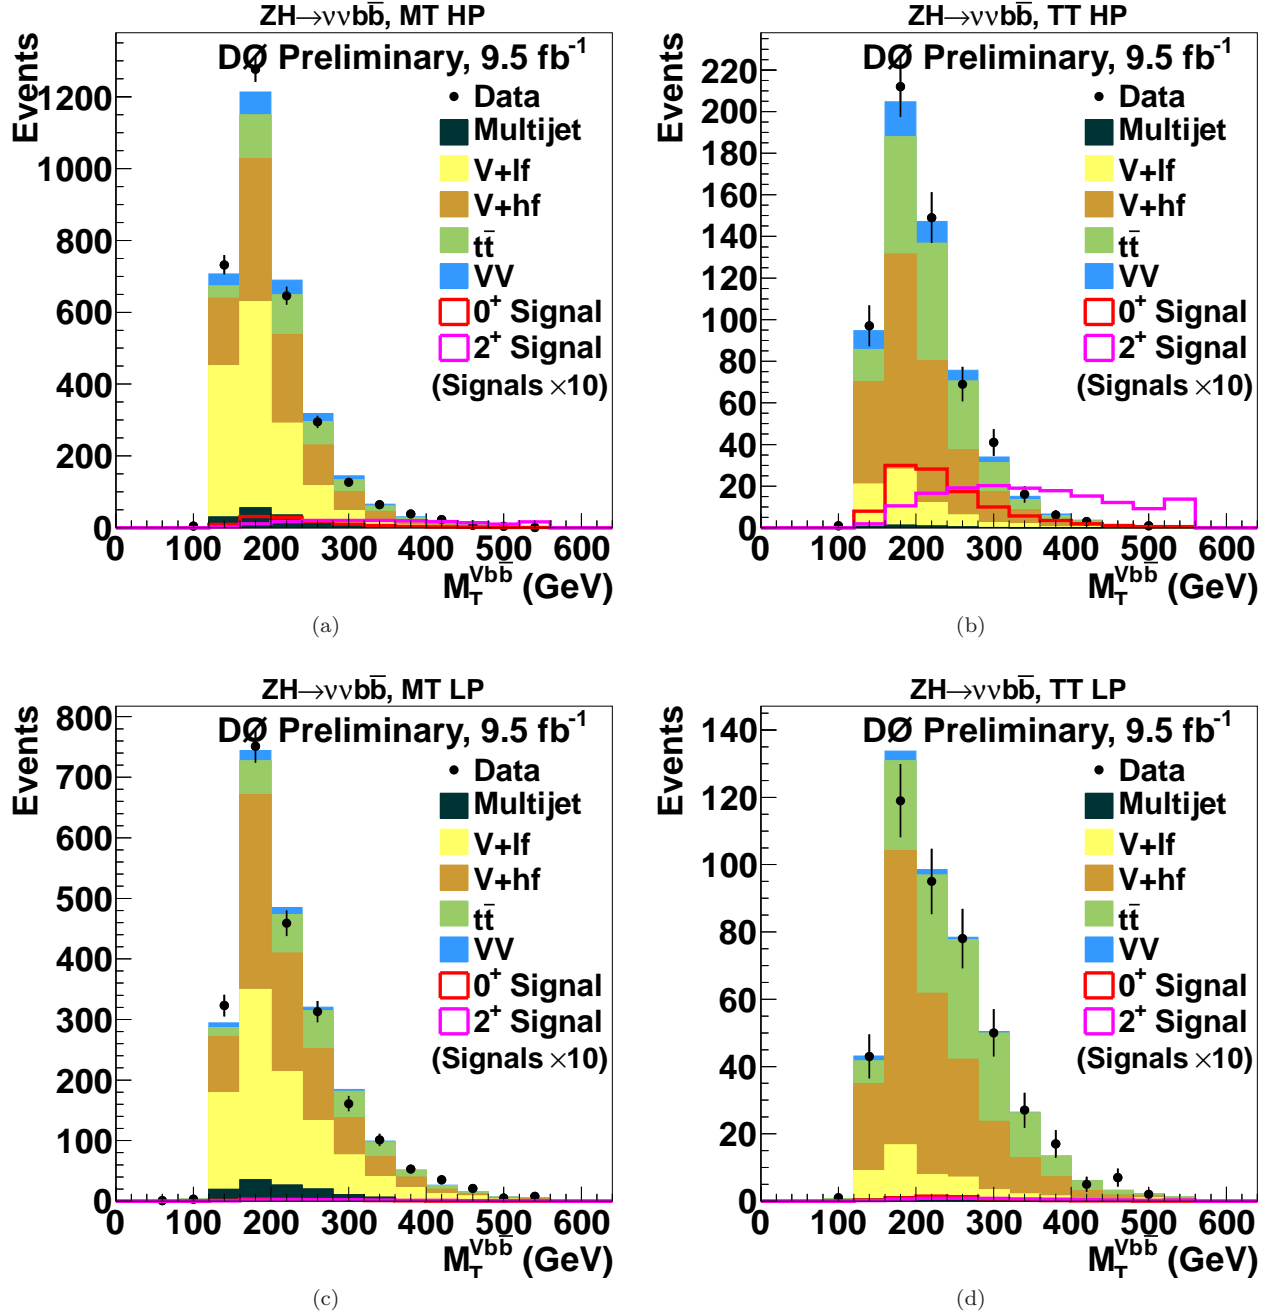 ZH→ννbb̄, MT HP
Events
DØ Preliminary, 9.5 fb⁻¹
Data
Multijet
V+lf
V+hf
tt̄
VV
0⁺ Signal
2⁺ Signal
(Signals ×10)
1200
1000
800
600
400
200
0
0 100 200 300 400 500 600
M_T^{Vbb̄} (GeV)
(a)
ZH→ννbb̄, TT HP
Events
DØ Preliminary, 9.5 fb⁻¹
Data
Multijet
V+lf
V+hf
tt̄
VV
0⁺ Signal
2⁺ Signal
(Signals ×10)
220
200
180
160
140
120
100
80
60
40
20
0
0 100 200 300 400 500 600
M_T^{Vbb̄} (GeV)
(b)
ZH→ννbb̄, MT LP
Events
DØ Preliminary, 9.5 fb⁻¹
Data
Multijet
V+lf
V+hf
tt̄
VV
0⁺ Signal
2⁺ Signal
(Signals ×10)
800
700
600
500
400
300
200
100
0
0 100 200 300 400 500 600
M_T^{Vbb̄} (GeV)
(c)
ZH→ννbb̄, TT LP
Events
DØ Preliminary, 9.5 fb⁻¹
Data
Multijet
V+lf
V+hf
tt̄
VV
0⁺ Signal
2⁺ Signal
(Signals ×10)
140
120
100
80
60
40
20
0
0 100 200 300 400 500 600
M_T^{Vbb̄} (GeV)
(d)